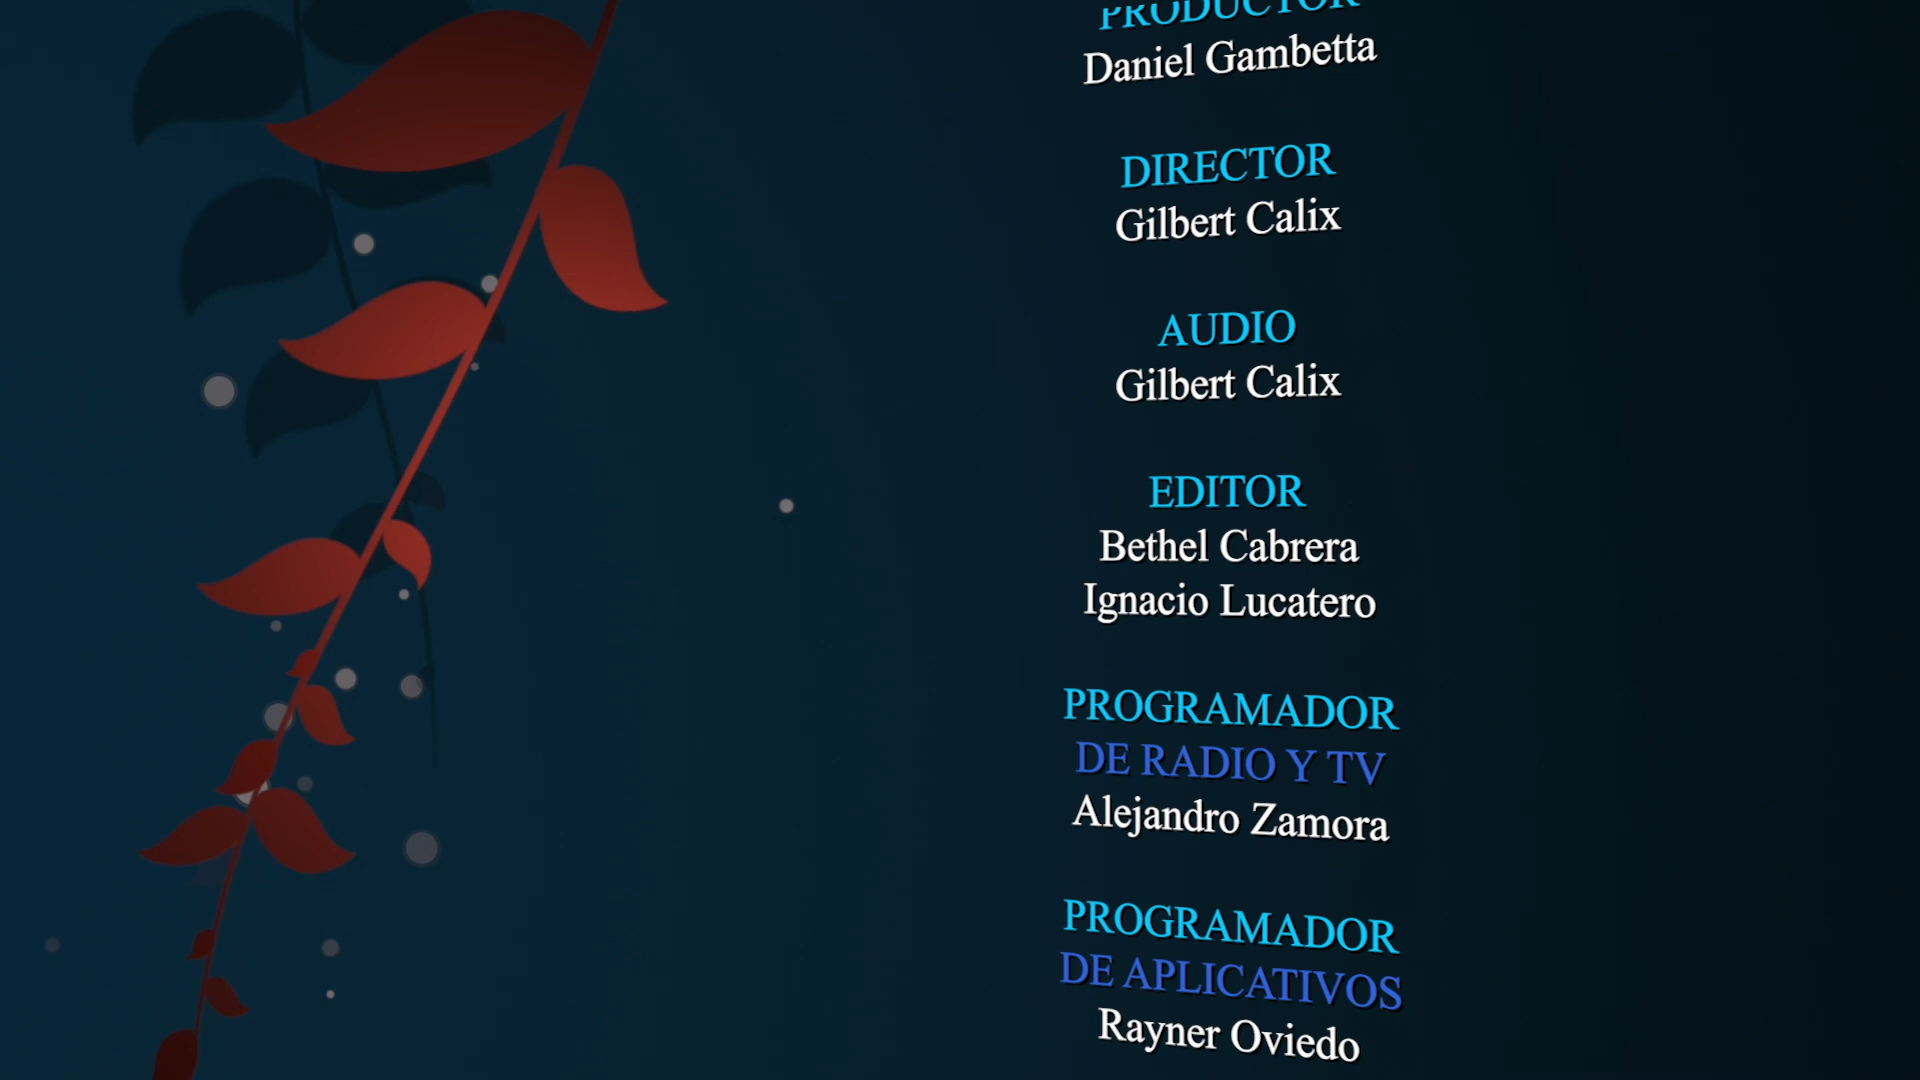 PRODUCTOR
Daniel Gambetta
DIRECTOR
Gilbert Calix
AUDIO
Gilbert Calix
EDITOR
Bethel Cabrera
Ignacio Lucatero
PROGRAMADOR
DE RADIO Y TV
Alejandro Zamora
PROGRAMADOR
DE APLICATIVOS
Rayner Oviedo